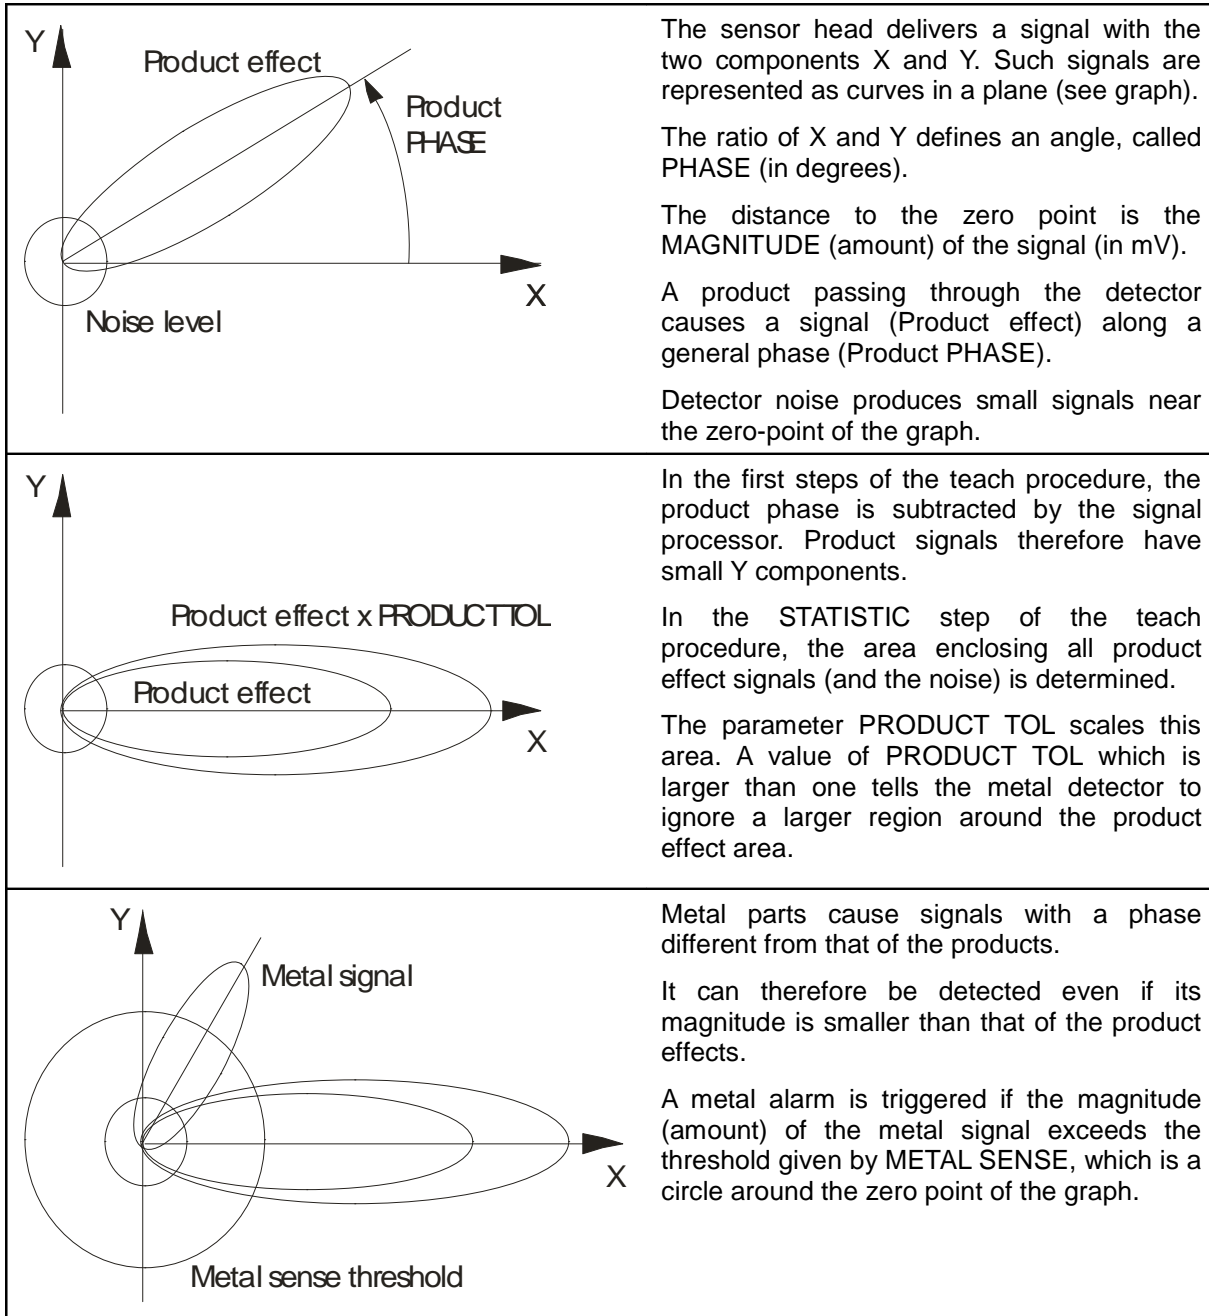 Y
Product effect
Product
PHASE
X
Noise level
The sensor head delivers a signal with the
two components X and Y. Such signals are
represented as curves in a plane (see graph).
The ratio of X and Y defines an angle, called
PHASE (in degrees).
The distance to the zero point is the
MAGNITUDE (amount) of the signal (in mV).
A product passing through the detector
causes a signal (Product effect) along a
general phase (Product PHASE).
Detector noise produces small signals near
the zero-point of the graph.
Y
Product effect x PRODUCTTOL
Product effect
X
In the first steps of the teach procedure, the
product phase is subtracted by the signal
processor. Product signals therefore have
small Y components.
In the STATISTIC step of the teach
procedure, the area enclosing all product
effect signals (and the noise) is determined.
The parameter PRODUCT TOL scales this
area. A value of PRODUCT TOL which is
larger than one tells the metal detector to
ignore a larger region around the product
effect area.
Y
Metal signal
X
Metal sense threshold
Metal parts cause signals with a phase
different from that of the products.
It can therefore be detected even if its
magnitude is smaller than that of the product
effects.
A metal alarm is triggered if the magnitude
(amount) of the metal signal exceeds the
threshold given by METAL SENSE, which is a
circle around the zero point of the graph.